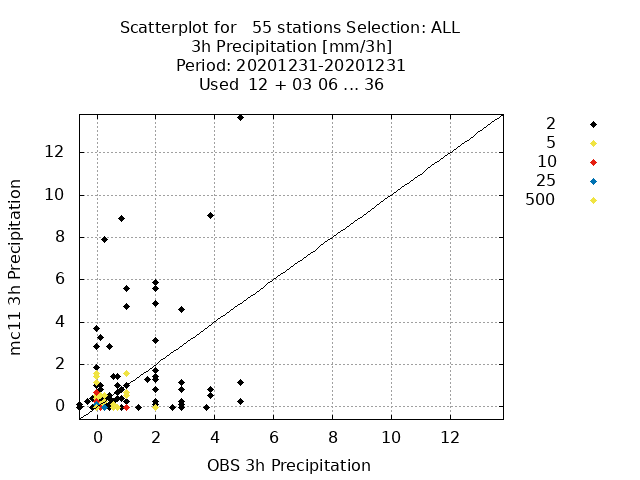 Scatterplot for   55 stations Selection: ALL
3h Precipitation [mm/3h]
Period: 20201231-20201231
Used  12 + 03 06 ... 36
2
5
10
25
500
12
10
8
6
4
2
0
mc11 3h Precipitation
0 2 4 6 8 10 12
OBS 3h Precipitation